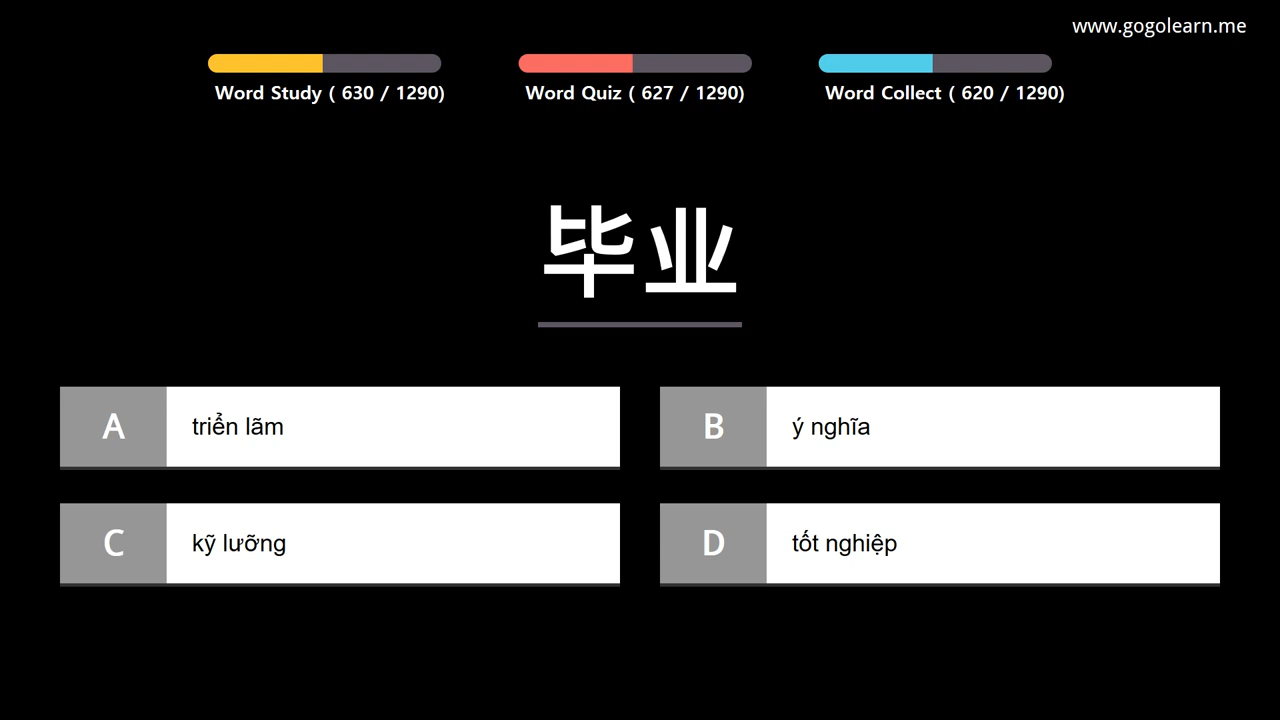 www.gogolearn.me
Word Study ( 630 / 1290)
Word Quiz ( 627 / 1290)
Word Collect ( 620 / 1290)
毕业
A triển lãm
B ý nghĩa
C kỹ lưỡng
D tốt nghiệp